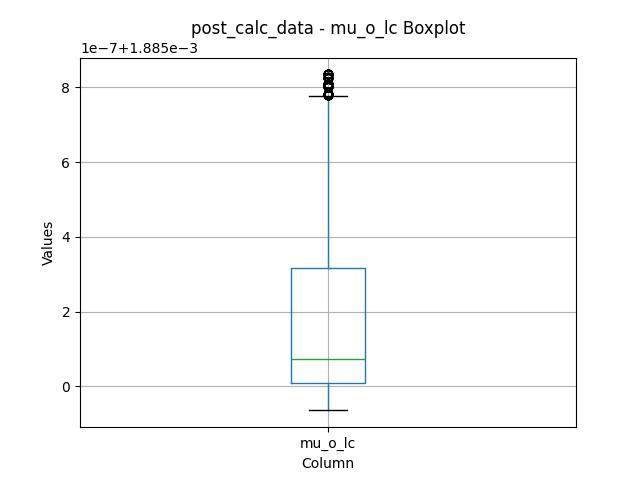 post_calc_data - mu_o_lc Boxplot
1e−7+1.885e−3
8
6
4
2
0
Values
mu_o_lc
Column